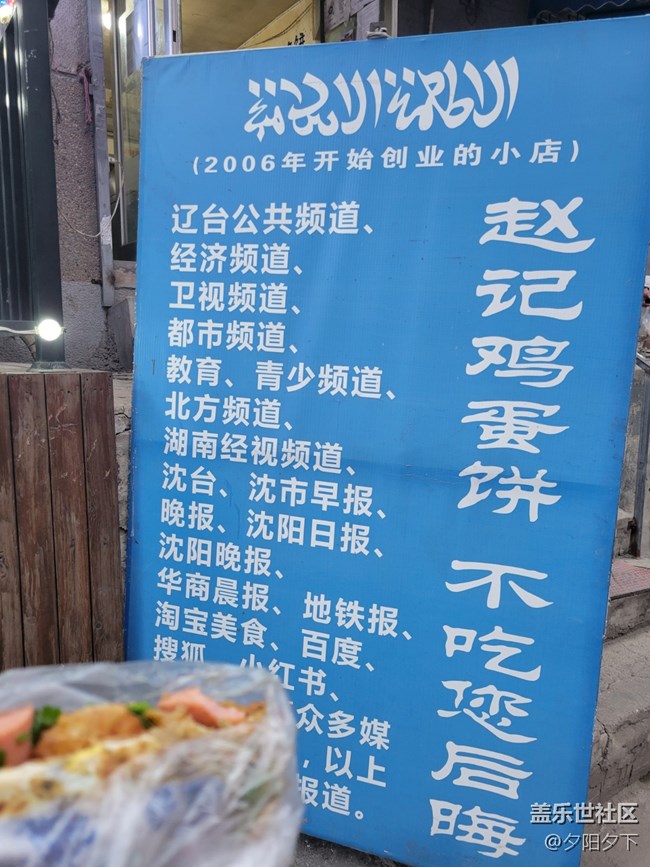 (2006年开始创业的小店)
辽台公共频道、
经济频道、
卫视频道、
都市频道、
教育、青少频道、
北方频道、
湖南经视频道、
沈台、沈市早报、
晚报、沈阳日报、
沈阳晚报、
华商晨报、地铁报、
淘宝美食、百度、
搜狐、小红书、
众多媒
,以上
报道。
赵记鸡蛋饼 不吃您后晦
盖乐世社区
@夕阳夕下